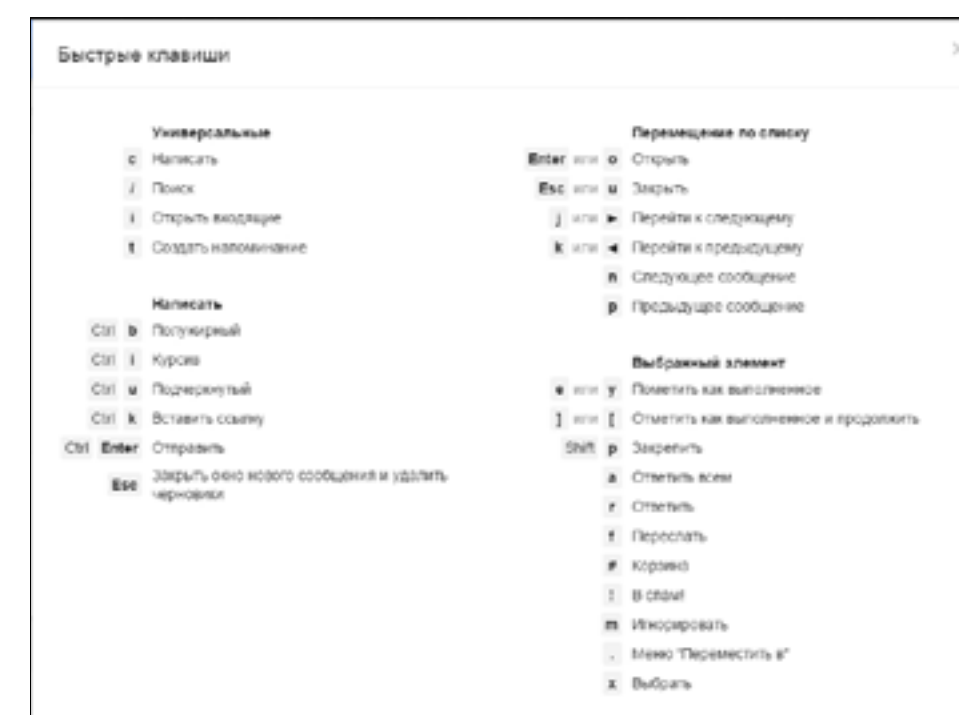 Быстрые клавиши
Универсальные
c Написать
/ Поиск
i Открыть входящие
t Создать напоминание
Написать
Ctrl b Полужирный
Ctrl i Курсив
Ctrl u Подчеркнутый
Ctrl k Вставить ссылку
Ctrl Enter Отправить
Esc Закрыть окно нового сообщения и удалить
черновики
Перемещение по списку
Enter или o Открыть
Esc или u Закрыть
j или ► Перейти к следующему
k или ◄ Перейти к предыдущему
n Следующее сообщение
p Предыдущее сообщение
Выбранный элемент
e или y Пометить как выполненное
] или [ Отметить как выполненное и продолжить
Shift p Закрепить
a Ответить всем
r Ответить
f Переслать
# Корзина
! В спам!
m Игнорировать
. Меню "Переместить в"
x Выбрать